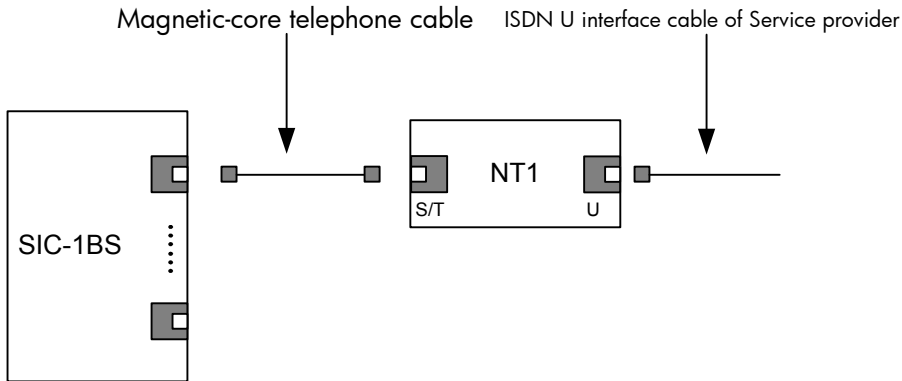 Magnetic-core telephone cable
ISDN U interface cable of Service provider
NT1
S/T
U
SIC-1BS